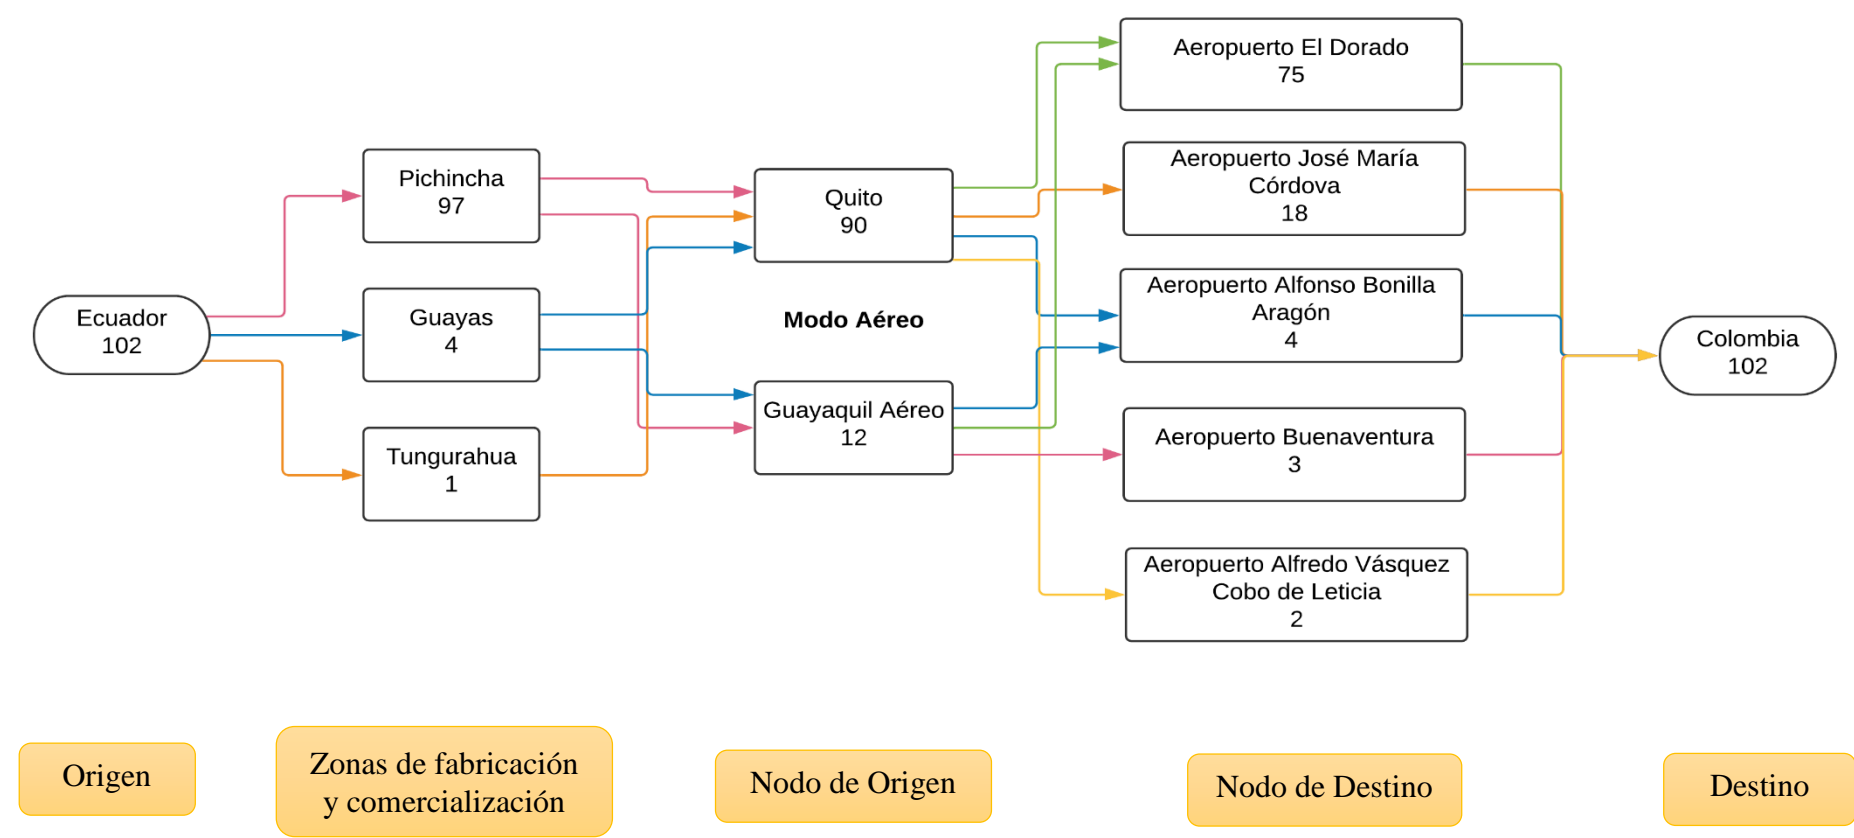 Ecuador
102
Pichincha
97
Guayas
4
Tungurahua
1
Quito
90
Modo Aéreo
Guayaquil Aéreo
12
Aeropuerto El Dorado
75
Aeropuerto José María
Córdova
18
Aeropuerto Alfonso Bonilla
Aragón
4
Aeropuerto Buenaventura
3
Aeropuerto Alfredo Vásquez
Cobo de Leticia
2
Colombia
102
Origen
Zonas de fabricación
y comercialización
Nodo de Origen
Nodo de Destino
Destino